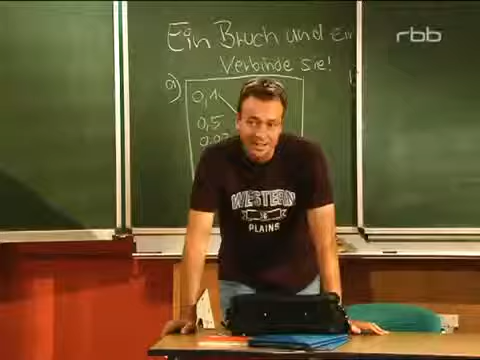 rbb
Ein Bruch und ein
Verbinde sie!
a)
0,1
0,5
WESTERN
PLAINS